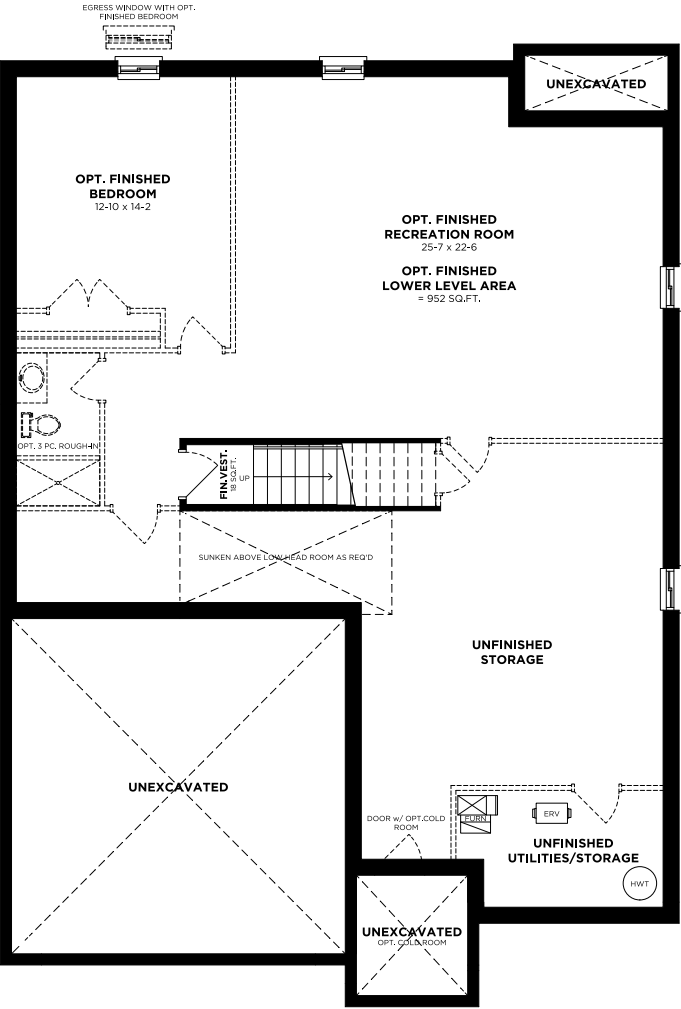 EGRESS WINDOW WITH OPT.
FINISHED BEDROOM
UNEXCAVATED
OPT. FINISHED
BEDROOM
12-10 x 14-2
OPT. FINISHED
RECREATION ROOM
25-7 x 22-6
OPT. FINISHED
LOWER LEVEL AREA
= 952 SQ.FT.
OPT. 3 PC. ROUGH-IN
FIN.VEST.
18 SQ.FT.
UP
SUNKEN ABOVE LOW HEAD ROOM AS REQ'D
UNFINISHED
STORAGE
UNEXCAVATED
DOOR w/ OPT.COLD
ROOM
FURN
ERV
UNFINISHED
UTILITIES/STORAGE
HWT
UNEXCAVATED
OPT. COLD ROOM